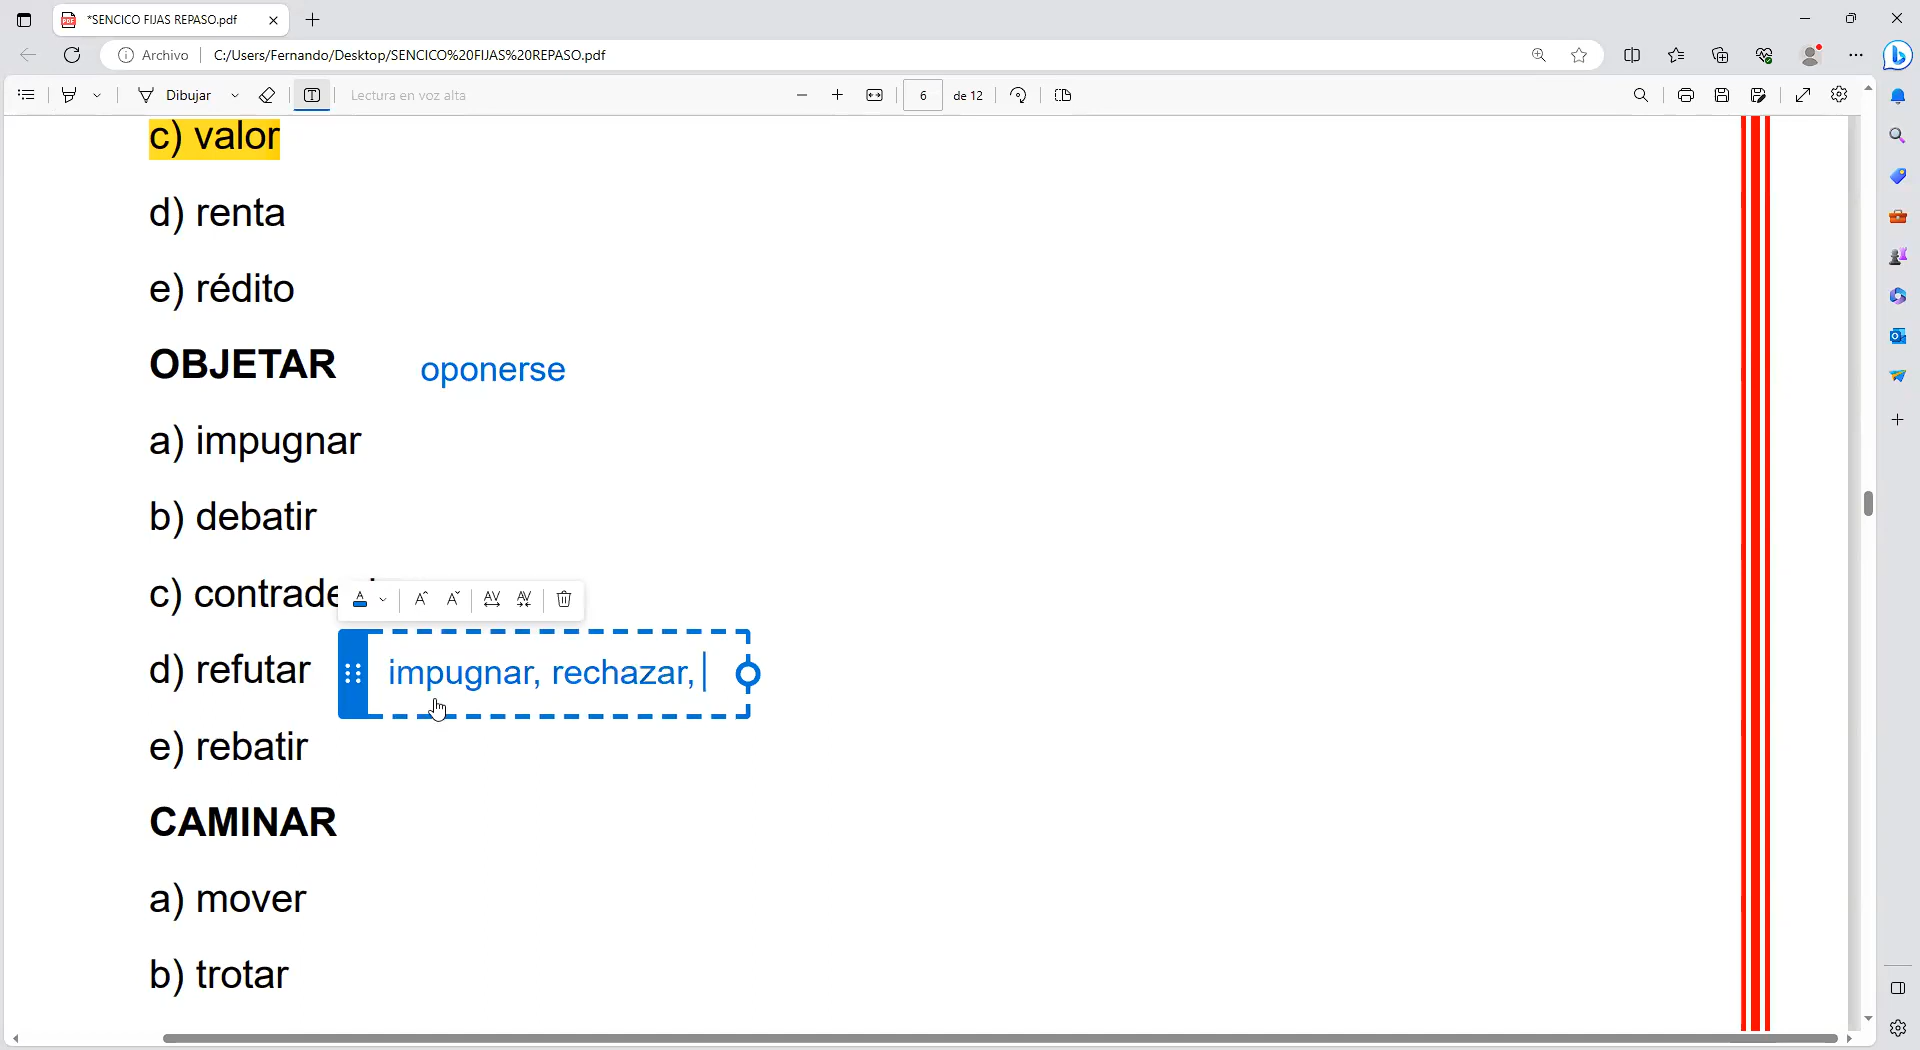 *SENCICO FIJAS REPASO.pdf
Archivo C:/Users/Fernando/Desktop/SENCICO%20FIJAS%20REPASO.pdf
Dibujar Lectura en voz alta 6 de 12
c) valor
d) renta
e) rédito
OBJETAR oponerse
a) impugnar
b) debatir
c) contrade
d) refutar impugnar, rechazar,
e) rebatir
CAMINAR
a) mover
b) trotar